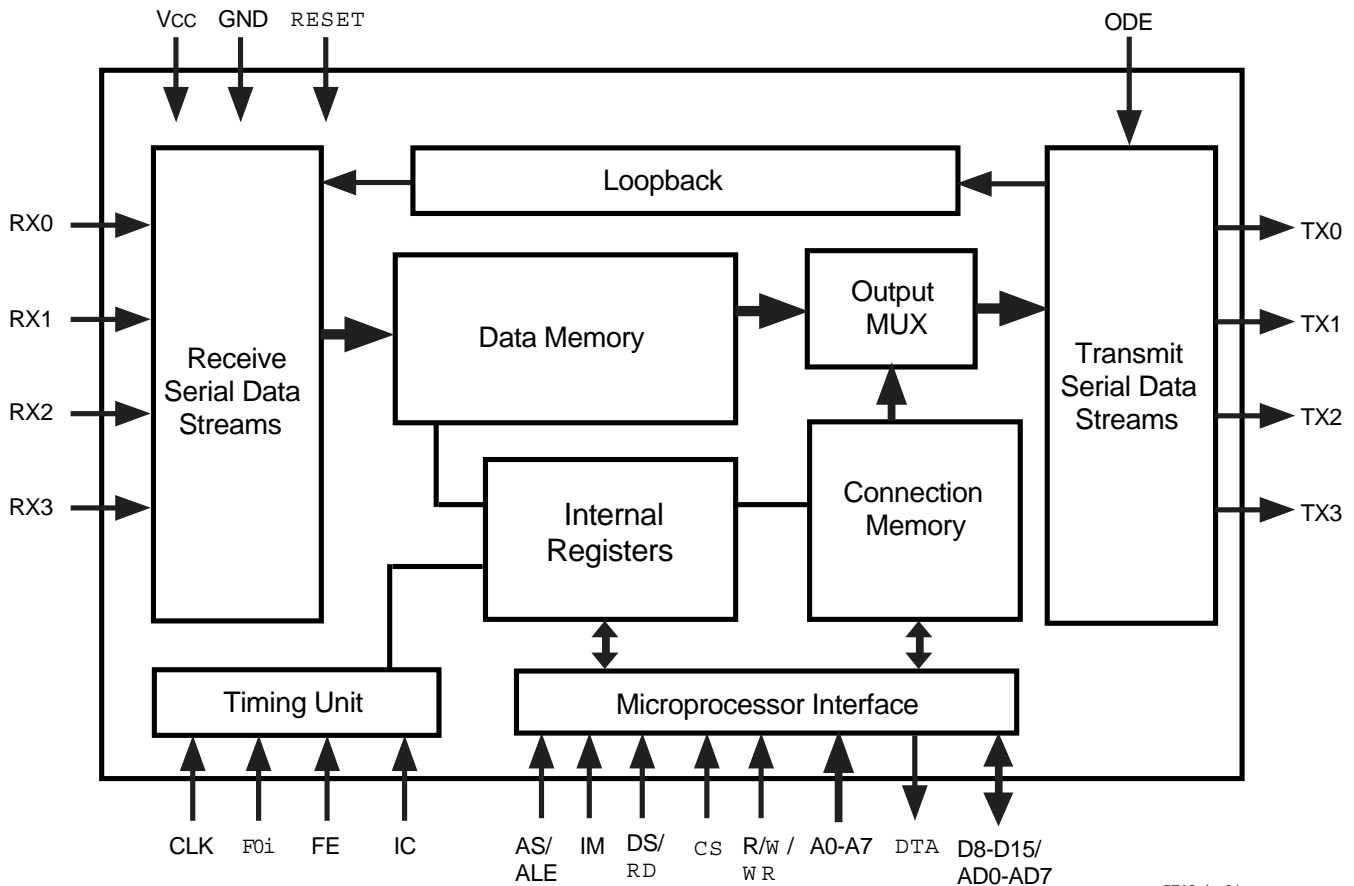 Vcc GND RESET ODE
Loopback
RX0
RX1
RX2
RX3
Receive
Serial Data
Streams
Data Memory
Output
MUX
Transmit
Serial Data
Streams
TX0
TX1
TX2
TX3
Internal
Registers
Connection
Memory
Timing Unit
Microprocessor Interface
CLK F0i FE IC
AS/
ALE
IM
DS/
RD
CS
R/W /
WR
A0-A7
DTA
D8-D15/
AD0-AD7